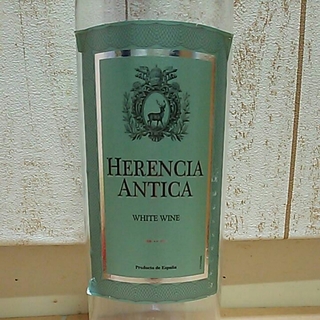 HERENCIA
ANTICA
WHITE WINE
Producto de España